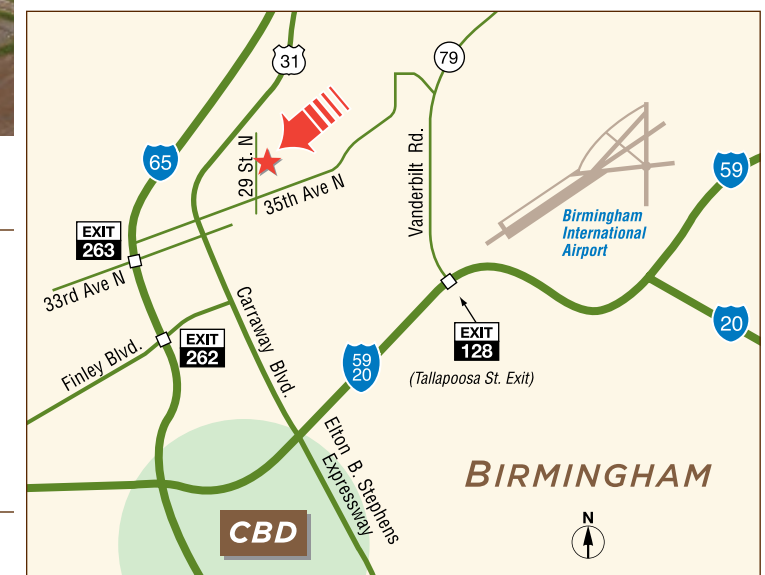 31
79
65
29 St. N
35th Ave N
Vanderbilt Rd.
59
Birmingham
International
Airport
EXIT
263
33rd Ave N
Carraway Blvd.
EXIT
262
Finley Blvd.
EXIT
128
(Tallapoosa St. Exit)
20
59
20
Elton B. Stephens
Expressway
BIRMINGHAM
CBD
N